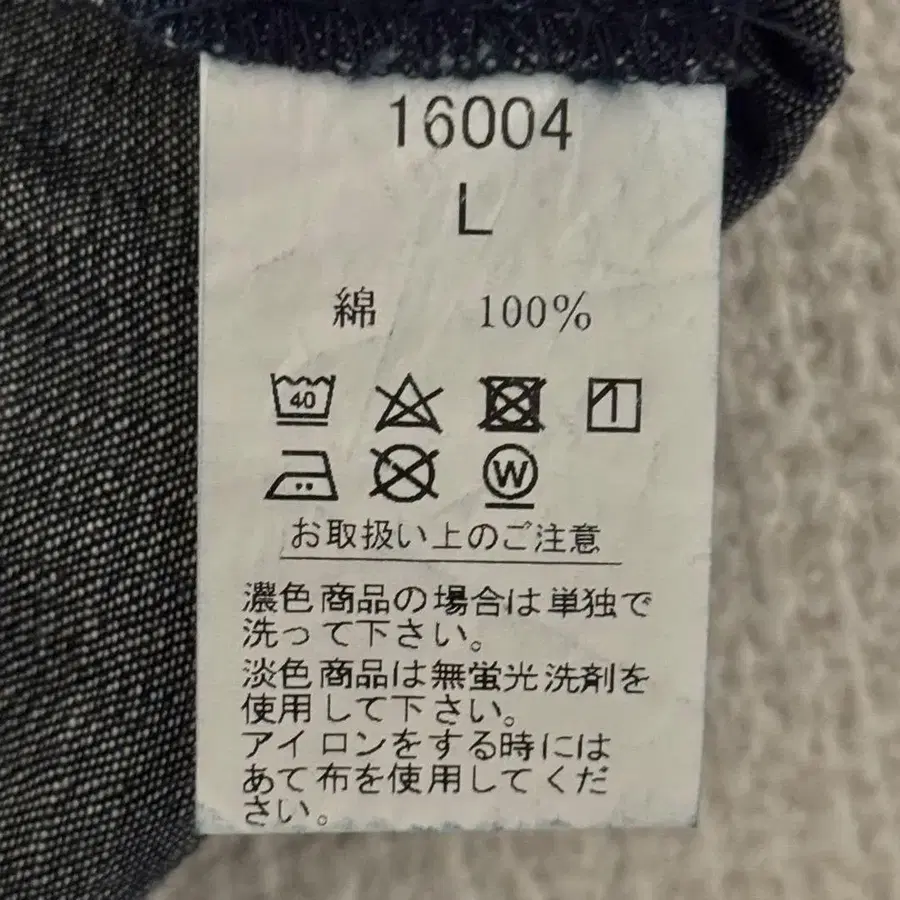 16004
L
綿 100%
40
W
お取扱い上のご注意
濃色商品の場合は単独で
洗って下さい。
淡色商品は無蛍光洗剤を
使用して下さい。
アイロンをする時には
あて布を使用してくだ
さい。